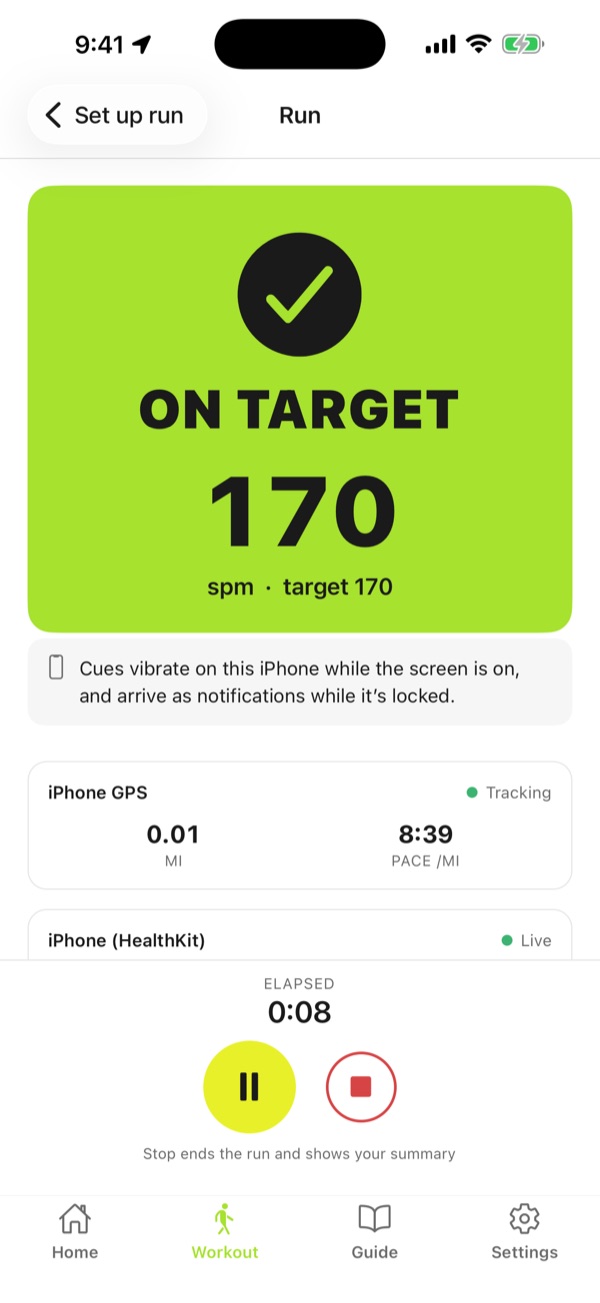 9:41
Set up run
Run
ON TARGET
170
spm · target 170
Cues vibrate on this iPhone while the screen is on,
and arrive as notifications while it’s locked.
iPhone GPS
Tracking
0.01
8:39
MI
PACE /MI
iPhone (HealthKit)
Live
ELAPSED
0:08
Stop ends the run and shows your summary
Home
Workout
Guide
Settings